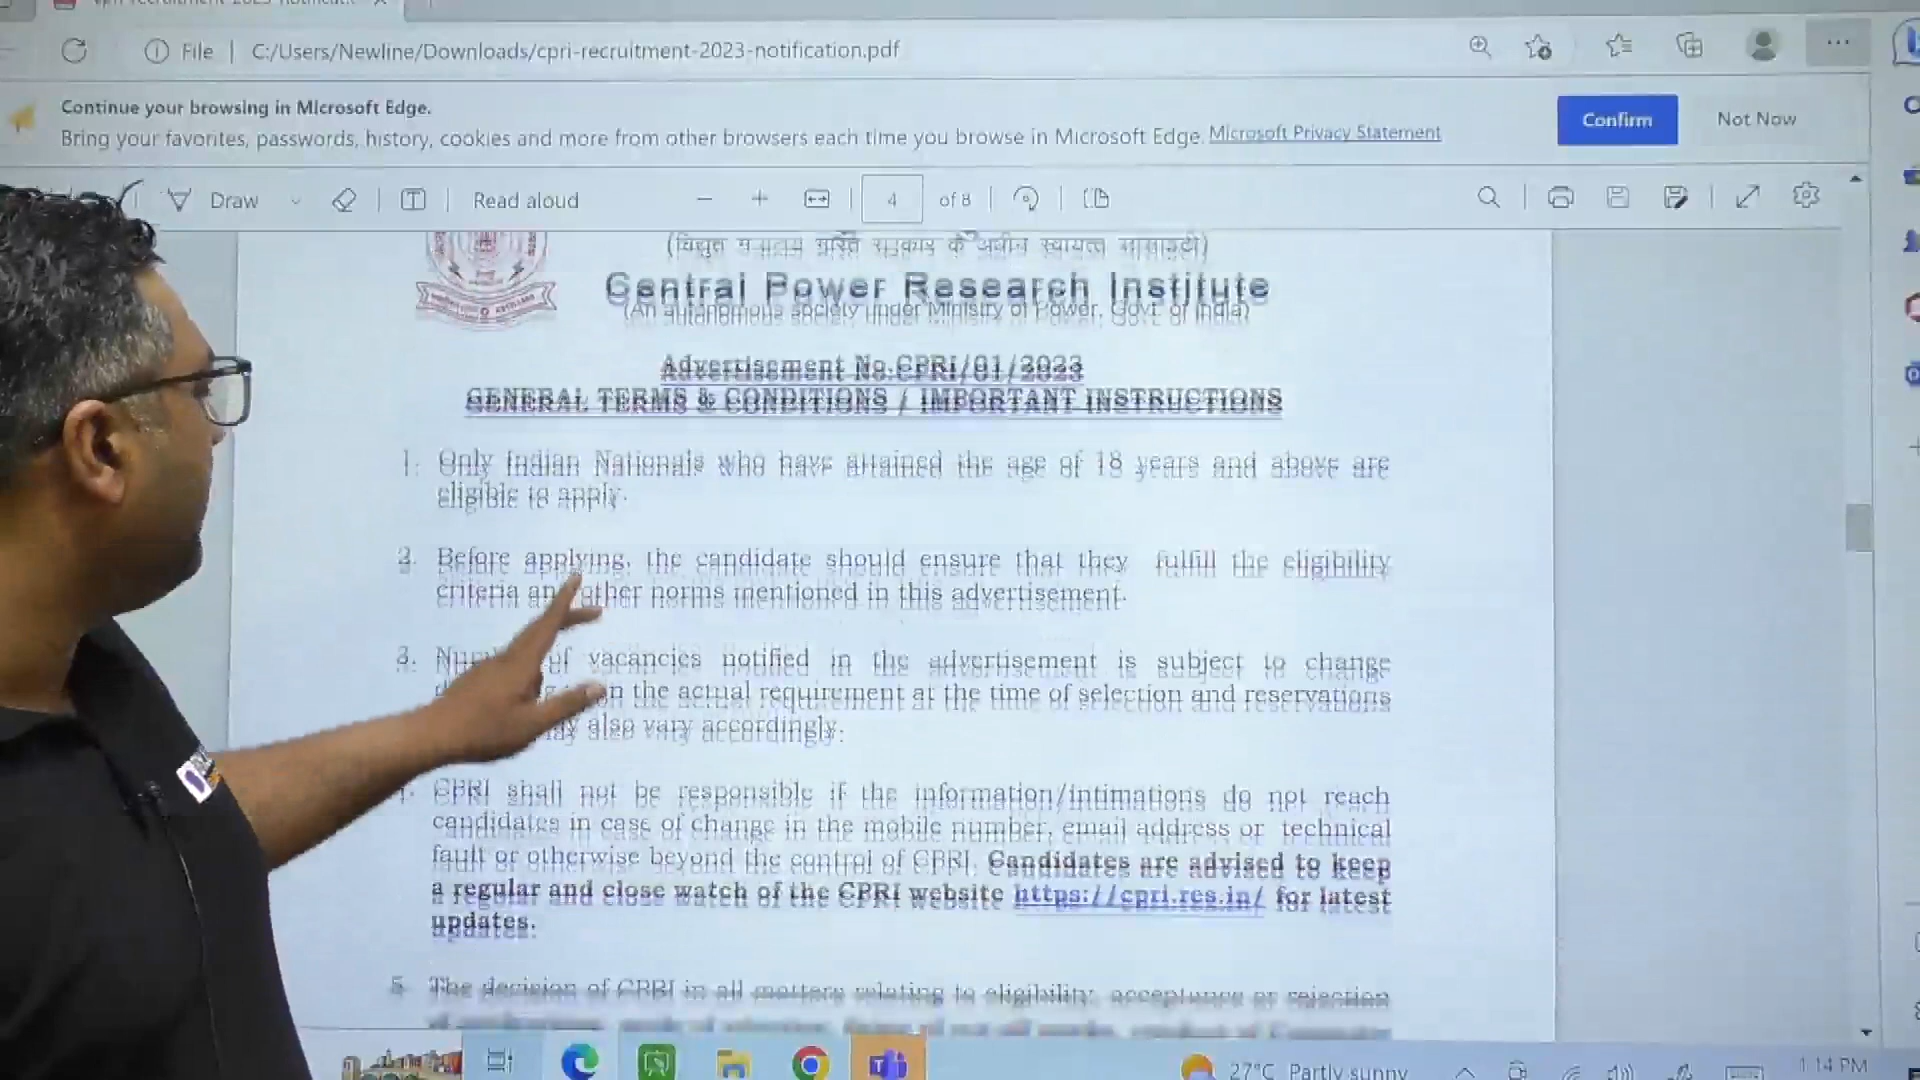 File | C:/Users/Newline/Downloads/cpri-recruitment-2023-notification.pdf
Continue your browsing in Microsoft Edge.
Bring your favorites, passwords, history, cookies and more from other browsers each time you browse in Microsoft Edge. Microsoft Privacy Statement
Confirm
Not Now
Draw
Read aloud
4 of 8
Central Power Research Institute
(An autonomous society under Ministry of Power, Govt. of India)
Advertisement No.CPRI/01/2023
GENERAL TERMS & CONDITIONS / IMPORTANT INSTRUCTIONS
1. Only Indian Nationals who have attained the age of 18 years and above are
eligible to apply.
2. Before applying, the candidate should ensure that they fulfill the eligibility
criteria and other norms mentioned in this advertisement.
3. of vacancies notified in the advertisement is subject to change
on the actual requirement at the time of selection and reservations
also vary accordingly.
CPRI shall not be responsible if the information/intimations do not reach
candidates in case of change in the mobile number, email address or technical
fault or otherwise beyond the control of CPRI. Candidates are advised to keep
a regular and close watch of the CPRI website https://cpri.res.in/ for latest
updates.
5. The decision of CPRI in all matters relating to eligibility, acceptance or rejection
27°C Partly sunny
1:14 PM